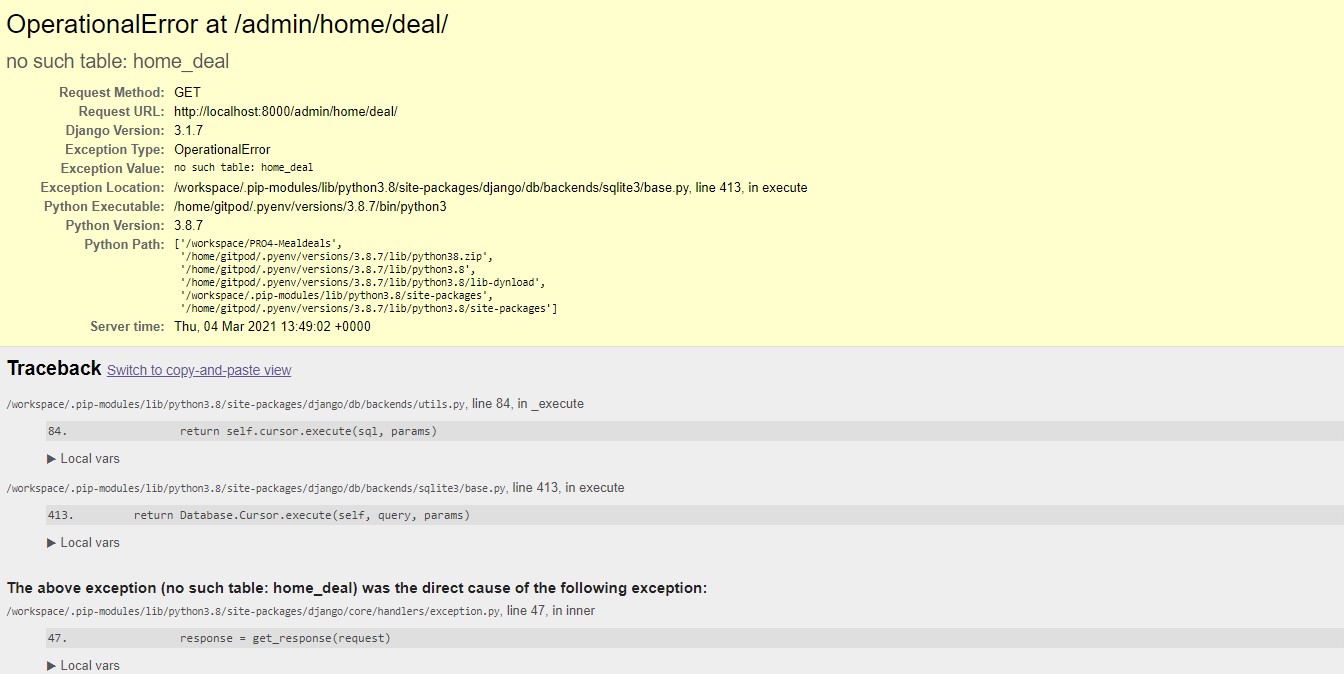 OperationalError at /admin/home/deal/
no such table: home_deal
Request Method: GET
Request URL: http://localhost:8000/admin/home/deal/
Django Version: 3.1.7
Exception Type: OperationalError
Exception Value: no such table: home_deal
Exception Location: /workspace/.pip-modules/lib/python3.8/site-packages/django/db/backends/sqlite3/base.py, line 413, in execute
Python Executable: /home/gitpod/.pyenv/versions/3.8.7/bin/python3
Python Version: 3.8.7
Python Path: ['/workspace/PRO4-Mealdeals',
'/home/gitpod/.pyenv/versions/3.8.7/lib/python38.zip',
'/home/gitpod/.pyenv/versions/3.8.7/lib/python3.8',
'/home/gitpod/.pyenv/versions/3.8.7/lib/python3.8/lib-dynload',
'/workspace/.pip-modules/lib/python3.8/site-packages',
'/home/gitpod/.pyenv/versions/3.8.7/lib/python3.8/site-packages']
Server time: Thu, 04 Mar 2021 13:49:02 +0000
Traceback Switch to copy-and-paste view
/workspace/.pip-modules/lib/python3.8/site-packages/django/db/backends/utils.py, line 84, in _execute
84. return self.cursor.execute(sql, params)
▶ Local vars
/workspace/.pip-modules/lib/python3.8/site-packages/django/db/backends/sqlite3/base.py, line 413, in execute
413. return Database.Cursor.execute(self, query, params)
▶ Local vars
The above exception (no such table: home_deal) was the direct cause of the following exception:
/workspace/.pip-modules/lib/python3.8/site-packages/django/core/handlers/exception.py, line 47, in inner
47. response = get_response(request)
▶ Local vars